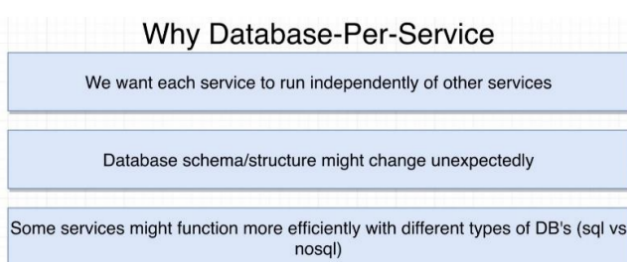 Why Database-Per-Service
We want each service to run independently of other services
Database schema/structure might change unexpectedly
Some services might function more efficiently with different types of DB's (sql vs
nosql)